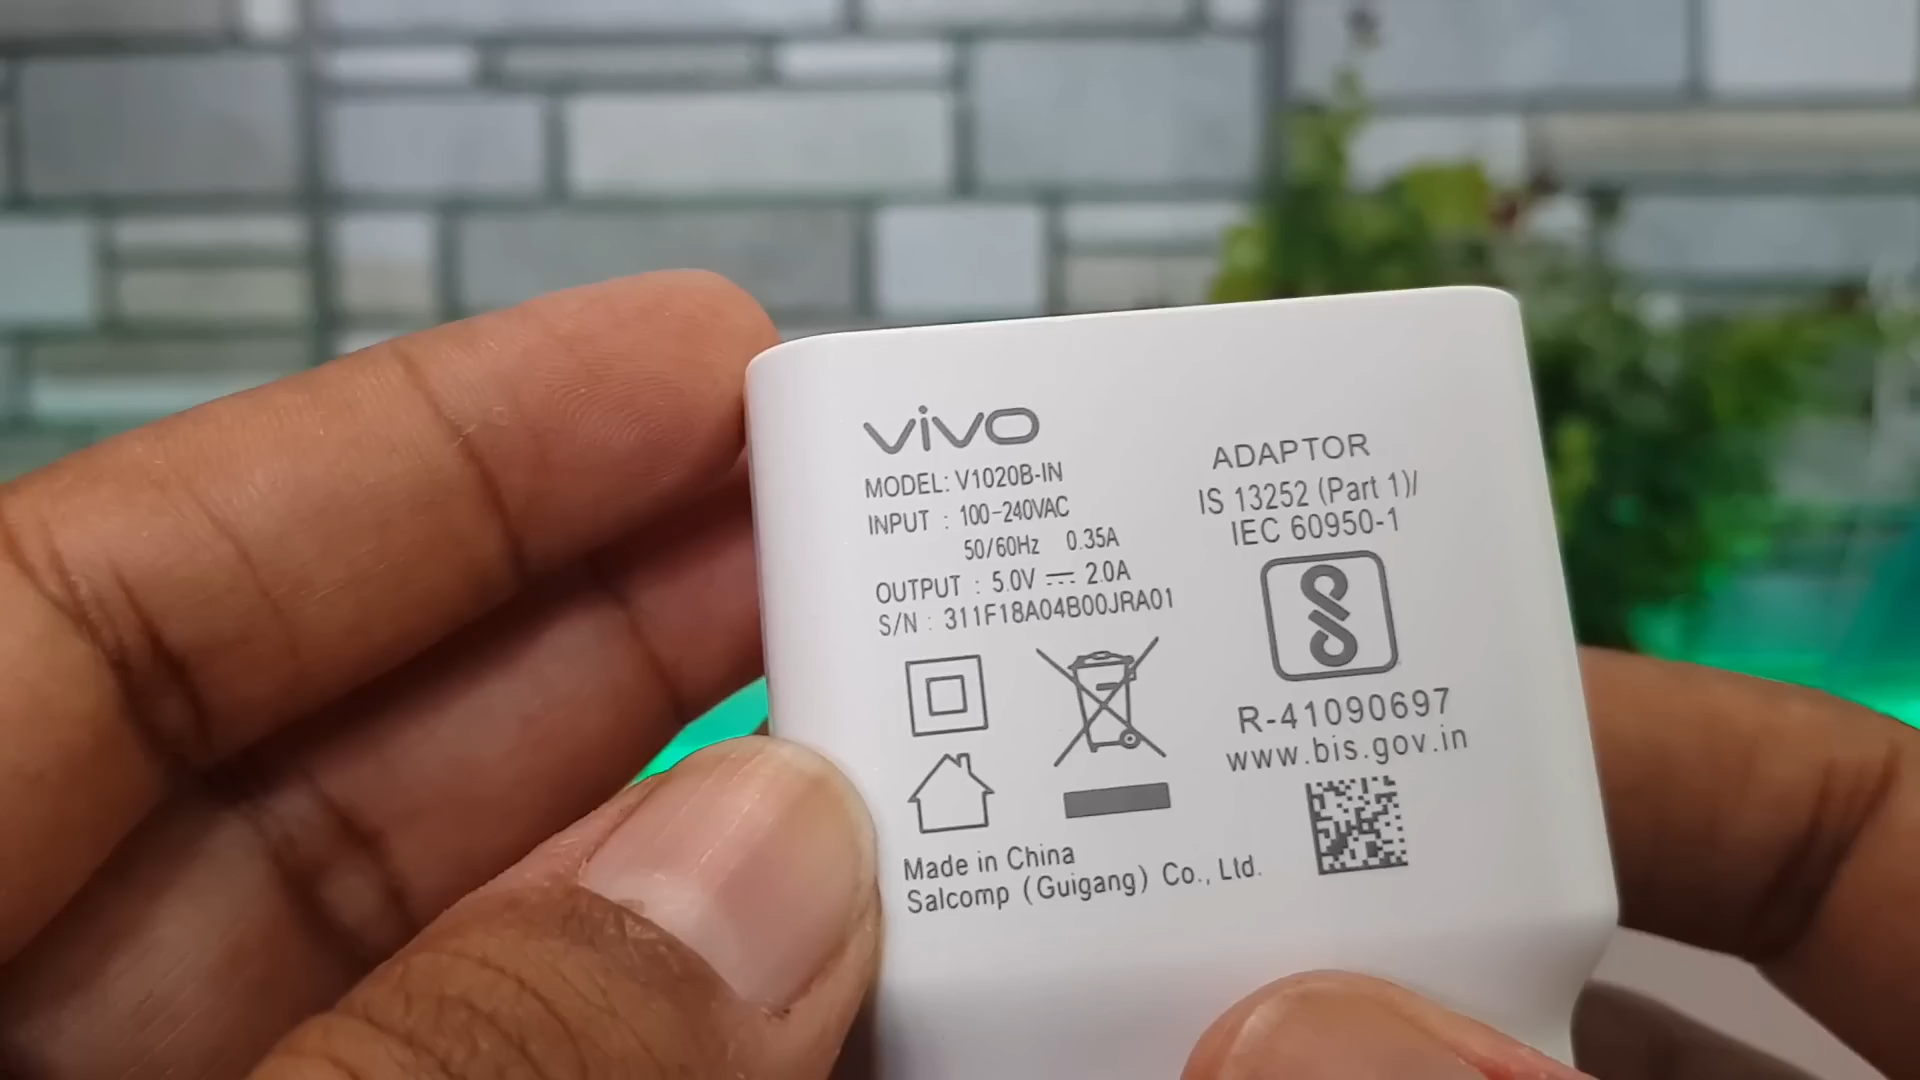 vivo
MODEL: V1020B-IN
INPUT : 100-240VAC
50/60Hz 0.35A
OUTPUT : 5.0V ⎓ 2.0A
S/N : 311F18A04B00JRA01
ADAPTOR
IS 13252 (Part 1)/
IEC 60950-1
R-41090697
www.bis.gov.in
Made in China
Salcomp (Guigang) Co., Ltd.